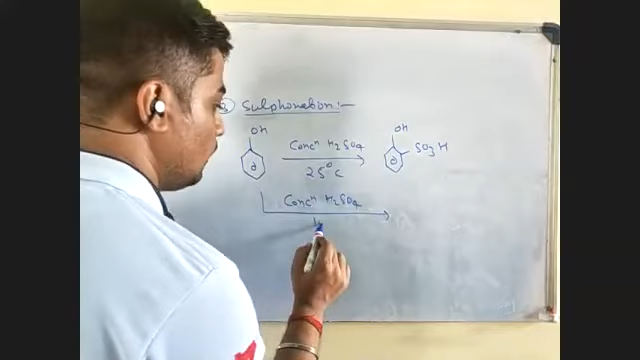 Sulphonation:-
OH
Concⁿ H2SO4
25°C
OH
SO3H
Concⁿ H2SO4